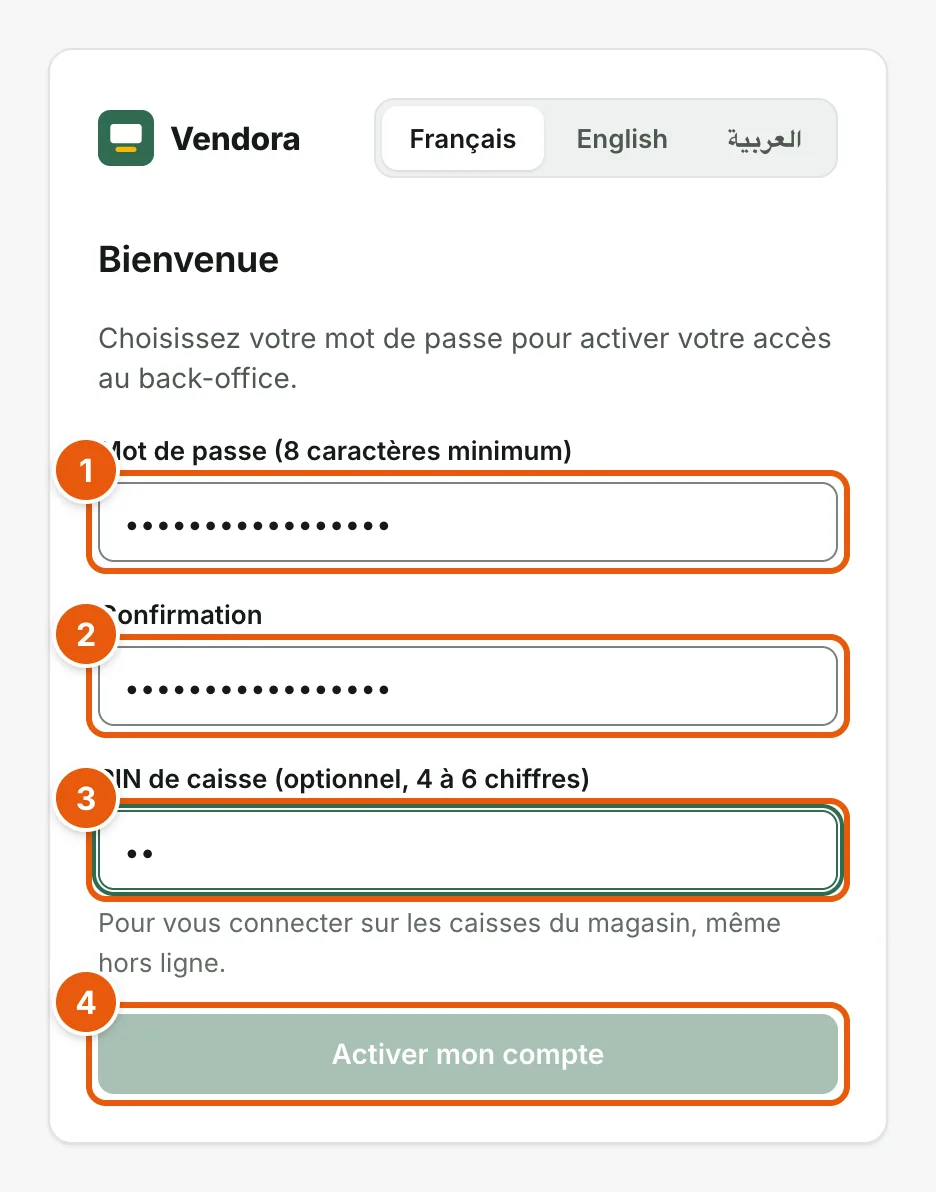 Vendora
Français
English
العربية
Bienvenue
Choisissez votre mot de passe pour activer votre accès
au back-office.
1
Mot de passe (8 caractères minimum)
•••••••••••••••••
2
Confirmation
•••••••••••••••••
3
PIN de caisse (optionnel, 4 à 6 chiffres)
••
Pour vous connecter sur les caisses du magasin, même
hors ligne.
4
Activer mon compte